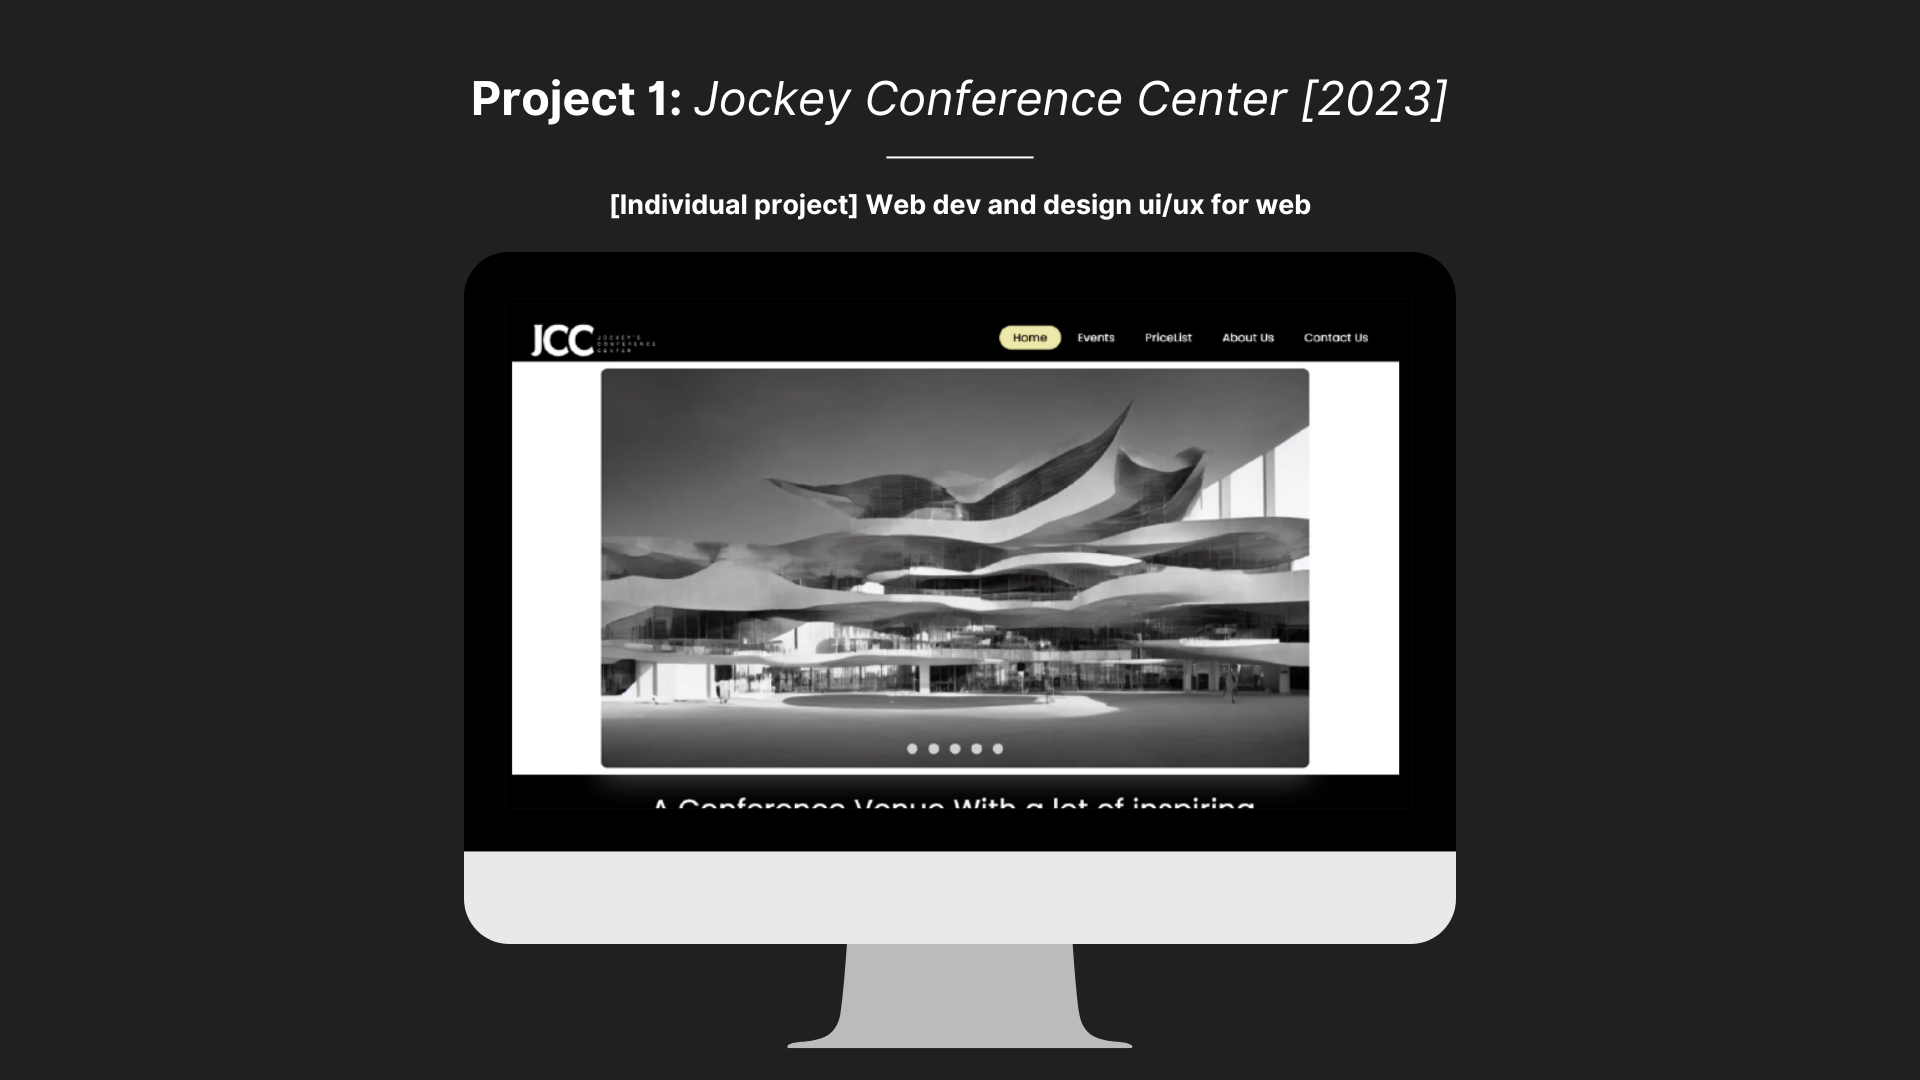 Project 1: Jockey Conference Center [2023]
[Individual project] Web dev and design ui/ux for web
JCC
JOCKEY'S
CONFERENCE
CENTER
Home Events PriceList About Us Contact Us
A Conference Venue With a lot of inspiring